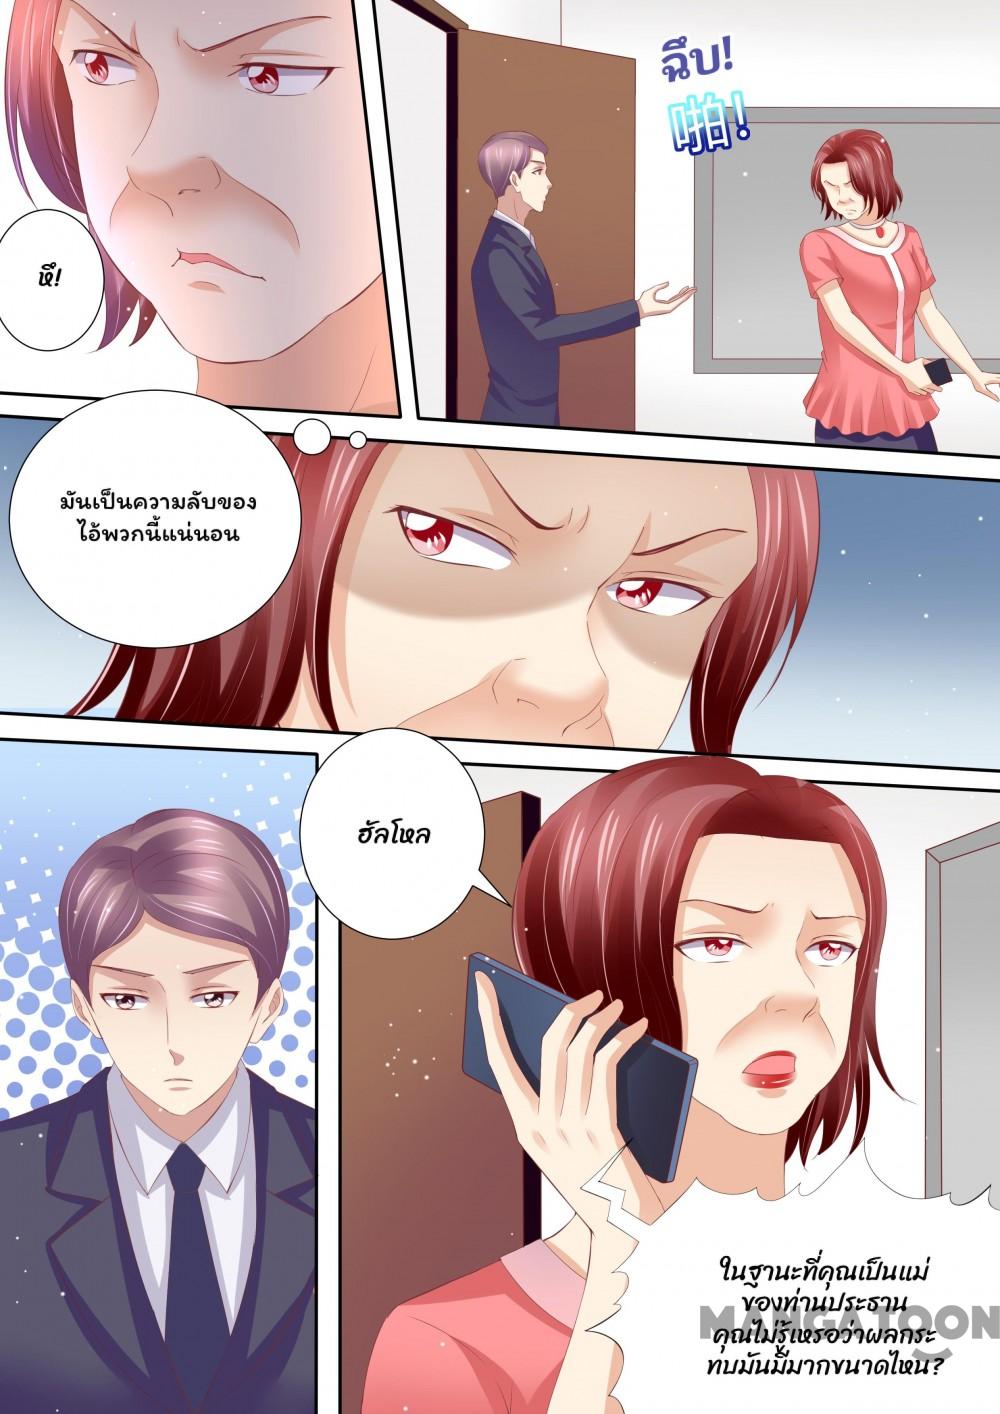 หึ!
ฉึบ!
啪!
มันเป็นความลับของ
ไอ้พวกนี้แน่นอน
ฮัลโหล
ในฐานะที่คุณเป็นแม่
ของท่านประธาน
คุณไม่รู้เหรอว่าผลกระ
ทบมันมีมากขนาดไหน?
MANGATOON